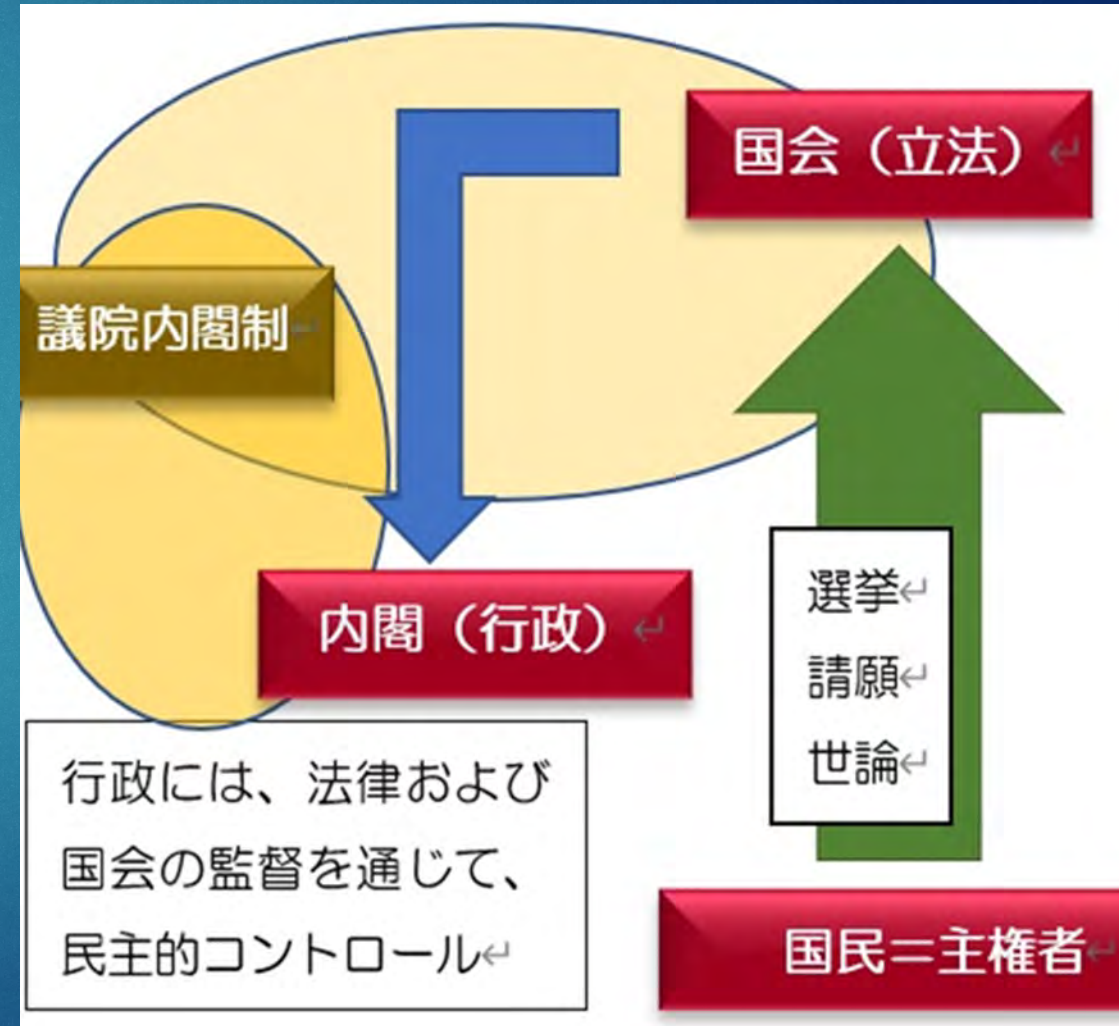 国会（立法）
議院内閣制
内閣（行政）
選挙
請願
世論
行政には、法律および
国会の監督を通じて、
民主的コントロール
国民＝主権者